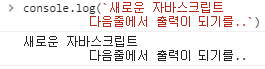 > console.log(`새로운 자바스크립트
다음줄에서 출력이 되기를..`)
새로운 자바스크립트
다음줄에서 출력이 되기를..